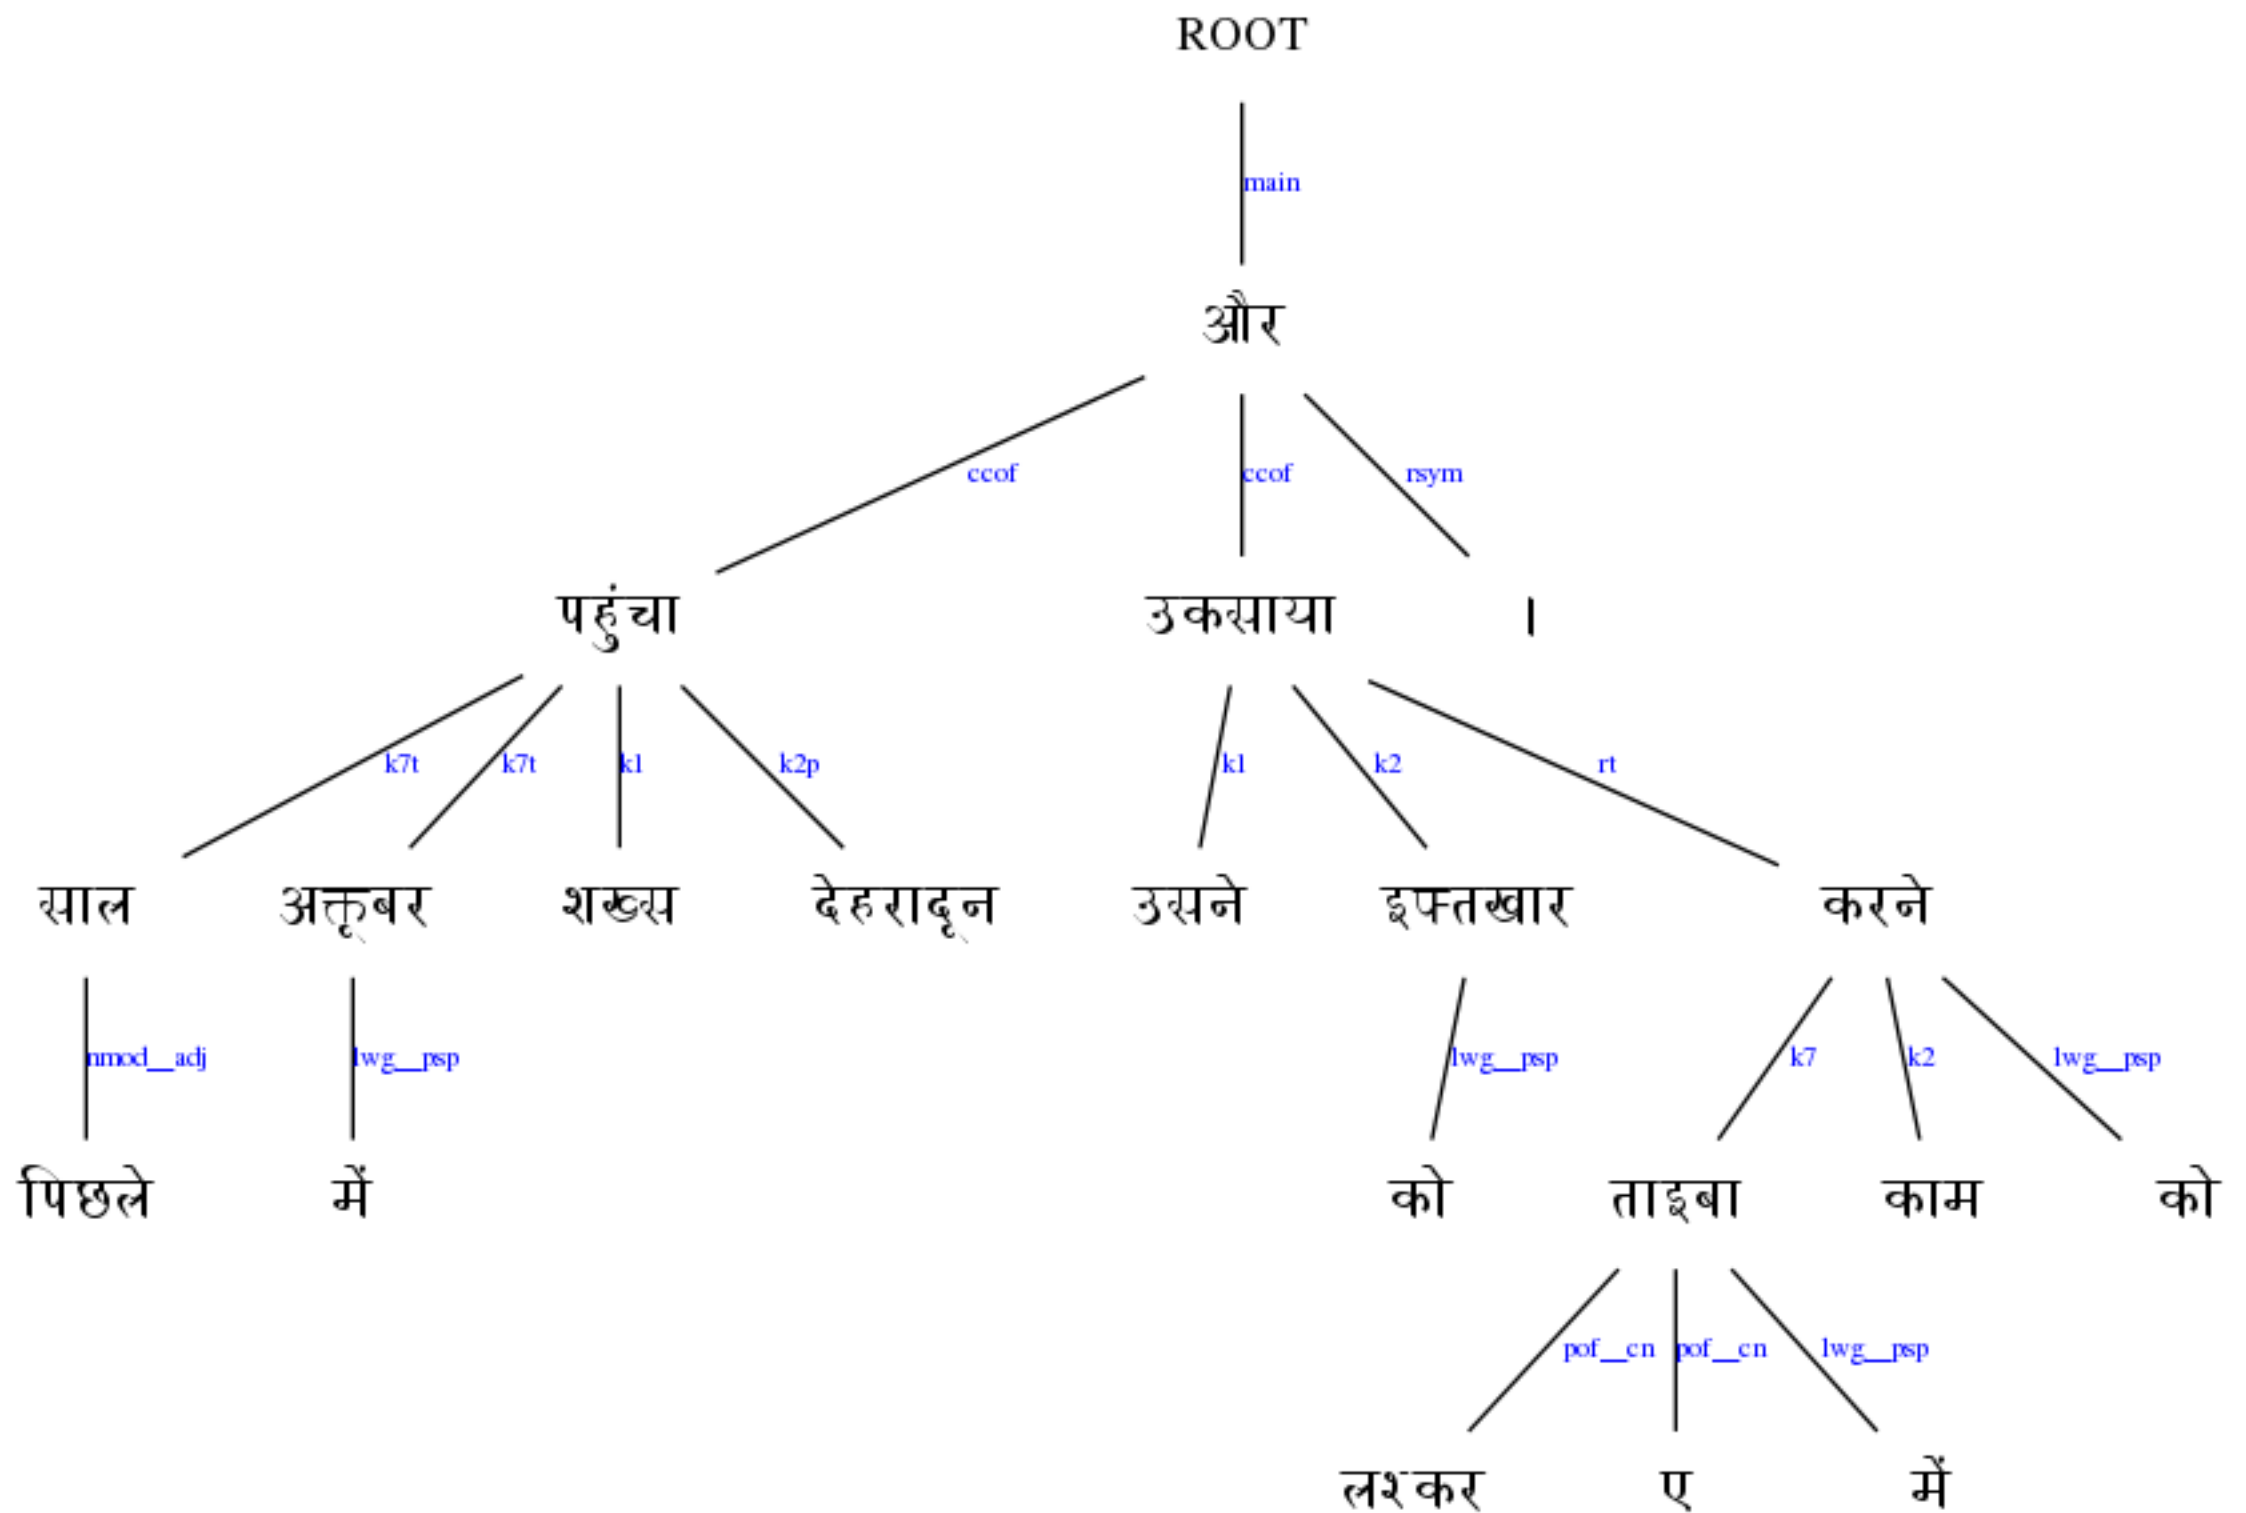 ROOT
main
और
ccof ccof rsym
पहुंचा उकसाया ।
k7t k7t k1 k2p k1 k2 rt
साल अक्तूबर शख्स देहरादून उसने इफ्तखार करने
nmod__adj lwg__psp lwg__psp k7 k2 lwg__psp
पिछले में को ताइबा काम को
pof__cn pof__cn lwg__psp
लश्कर ए में